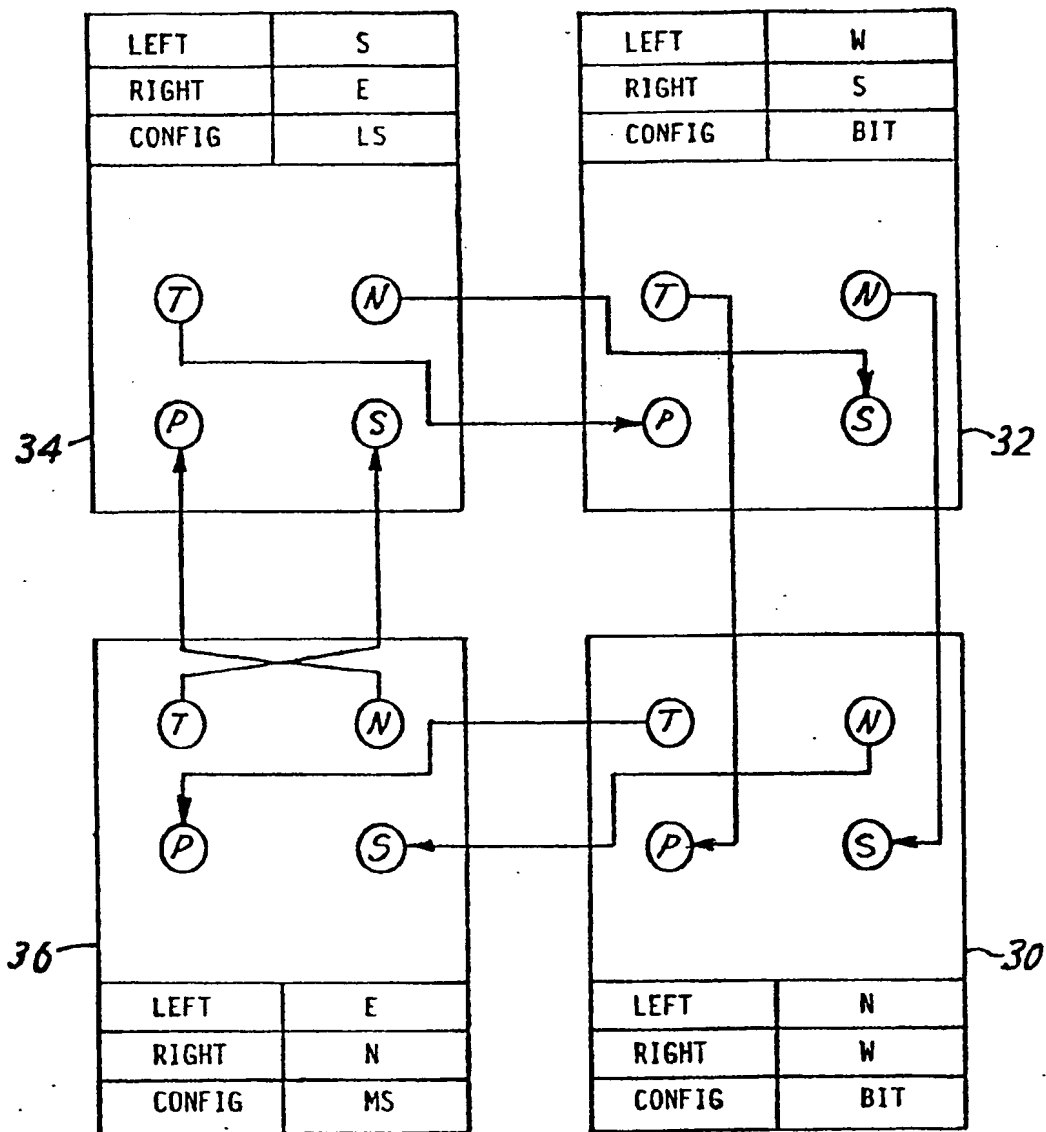 LEFT S LEFT W
RIGHT E RIGHT S
CONFIG LS CONFIG BIT
T N T N
P S P S
34 32
T N T N
P S P S
36 30
LEFT E LEFT N
RIGHT N RIGHT W
CONFIG MS CONFIG BIT